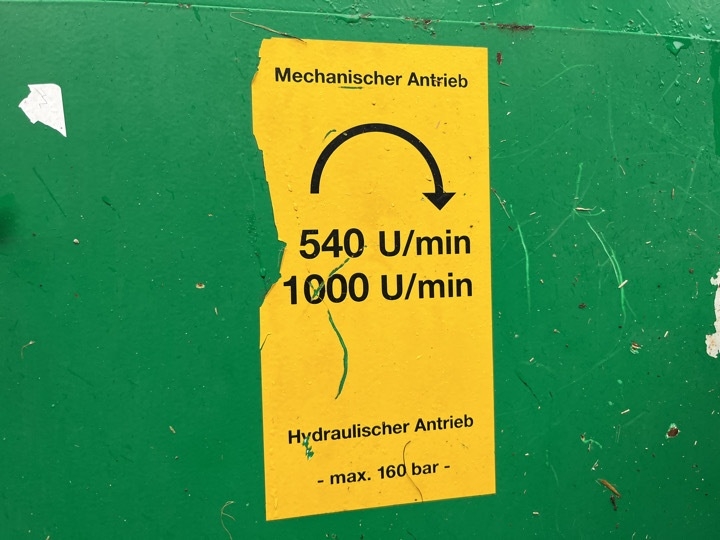 Mechanischer Antrieb
540 U/min
1000 U/min
Hydraulischer Antrieb
- max. 160 bar -